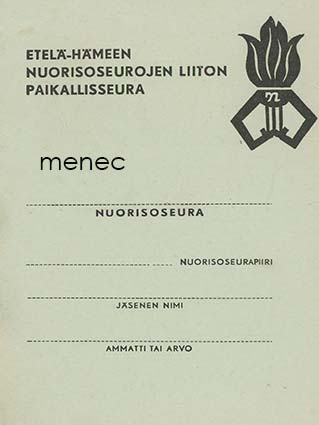 ETELÄ-HÄMEEN
NUORISOSEUROJEN LIITON
PAIKALLISSEURA
n
menec
NUORISOSEURA
NUORISOSEURAPIIRI
JÄSENEN NIMI
AMMATTI TAI ARVO